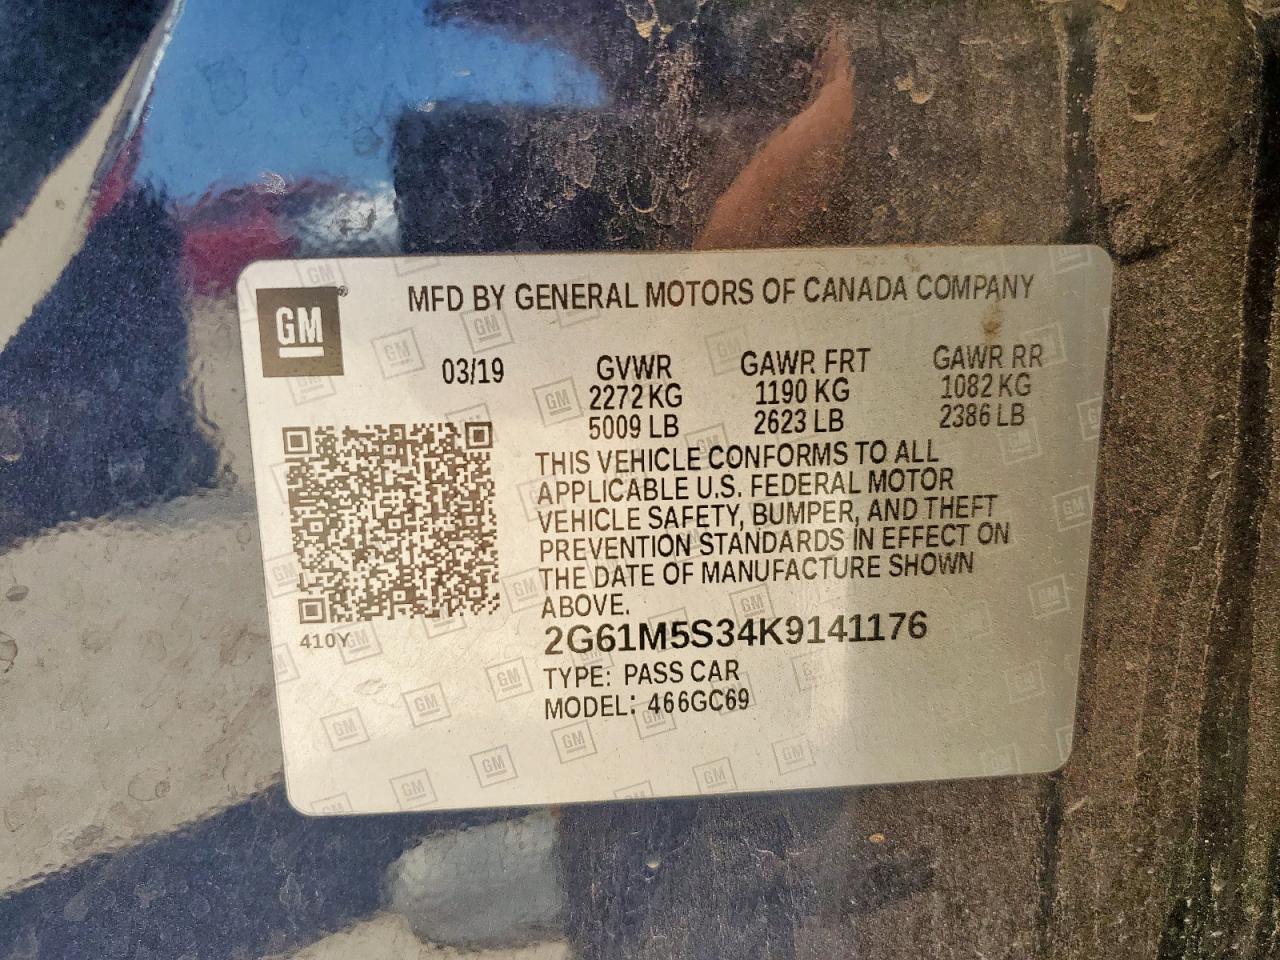 GM
MFD BY GENERAL MOTORS OF CANADA COMPANY
03/19 GVWR GAWR FRT GAWR RR
2272 KG 1190 KG 1082 KG
5009 LB 2623 LB 2386 LB
THIS VEHICLE CONFORMS TO ALL
APPLICABLE U.S. FEDERAL MOTOR
VEHICLE SAFETY, BUMPER, AND THEFT
PREVENTION STANDARDS IN EFFECT ON
THE DATE OF MANUFACTURE SHOWN
ABOVE.
410Y
2G61M5S34K9141176
TYPE: PASS CAR
MODEL: 466GC69